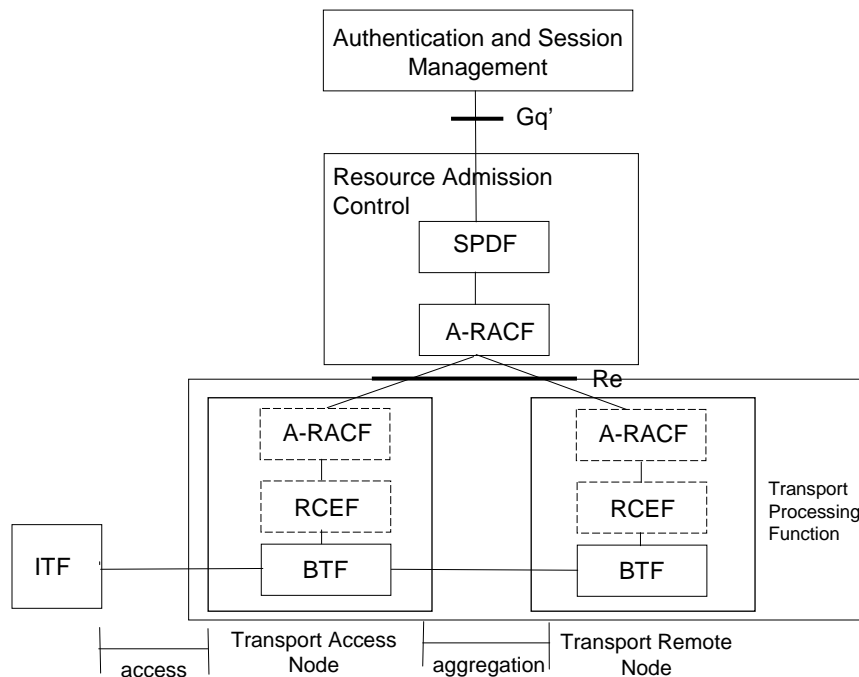 Authentication and Session
Management
Gq’
Resource Admission
Control
SPDF
A-RACF
Re
A-RACF
A-RACF
RCEF
RCEF
Transport
Processing
Function
ITF
BTF
BTF
Transport Access
Node
Transport Remote
Node
access
aggregation